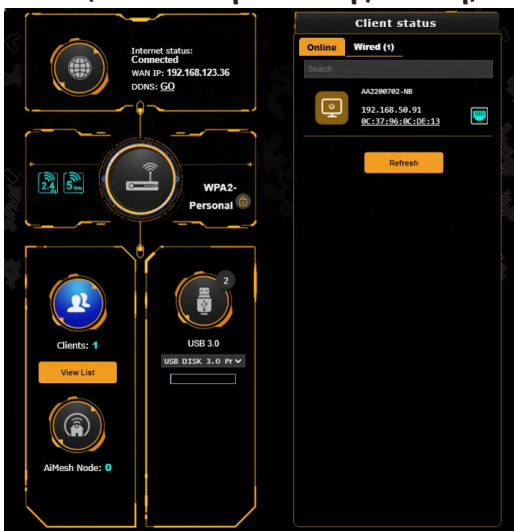 Internet status:
Connected
WAN IP: 192.168.123.36
DDNS: GO
2.4
5
WPA2-
Personal
Clients: 1
View List
AiMesh Node: 0
2
USB 3.0
USB DISK 3.0 Pr
Client status
Online Wired (1)
Search
AA2200702-NB
192.168.50.91
0C:37:96:0C:DE:13
Refresh